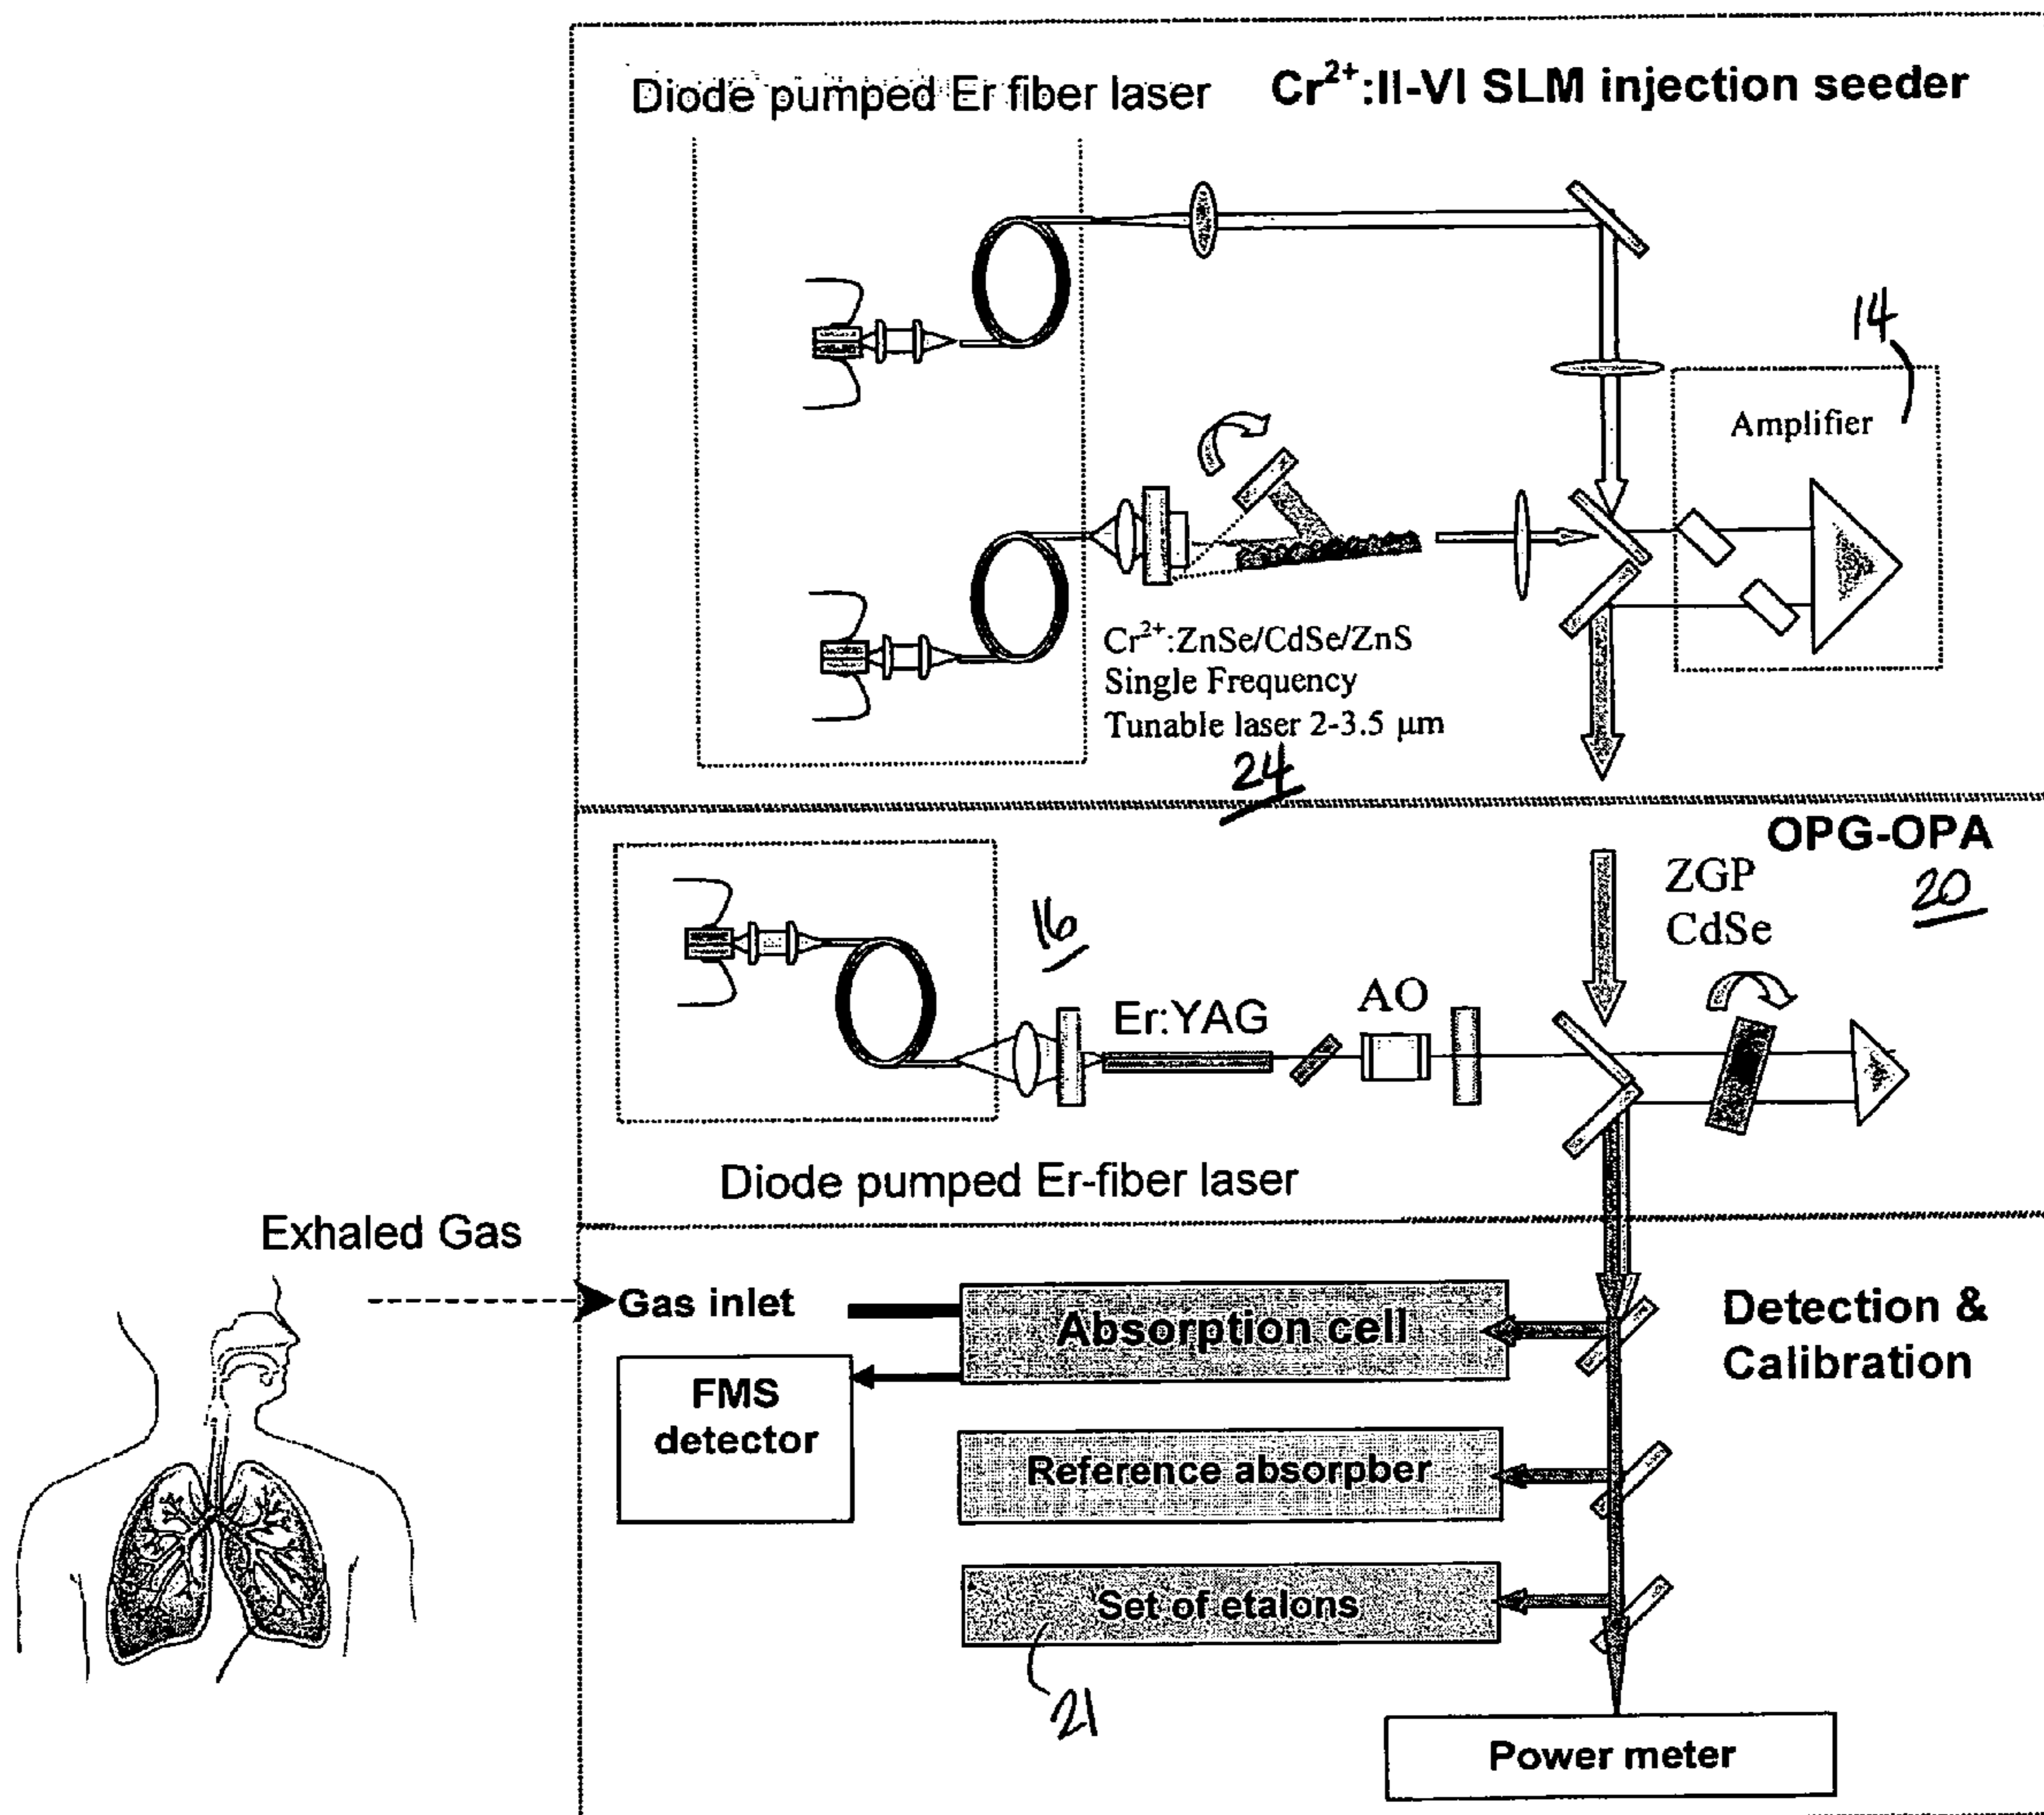 Diode pumped Er fiber laser
Cr²⁺:II-VI SLM injection seeder
14
Amplifier
Cr²⁺:ZnSe/CdSe/ZnS
Single Frequency
Tunable laser 2-3.5 μm
24
OPG-OPA
20
ZGP
CdSe
16
Er:YAG
AO
Diode pumped Er-fiber laser
Exhaled Gas
Gas inlet
Absorption cell
Detection &
Calibration
FMS
detector
Reference absorpber
Set of etalons
21
Power meter